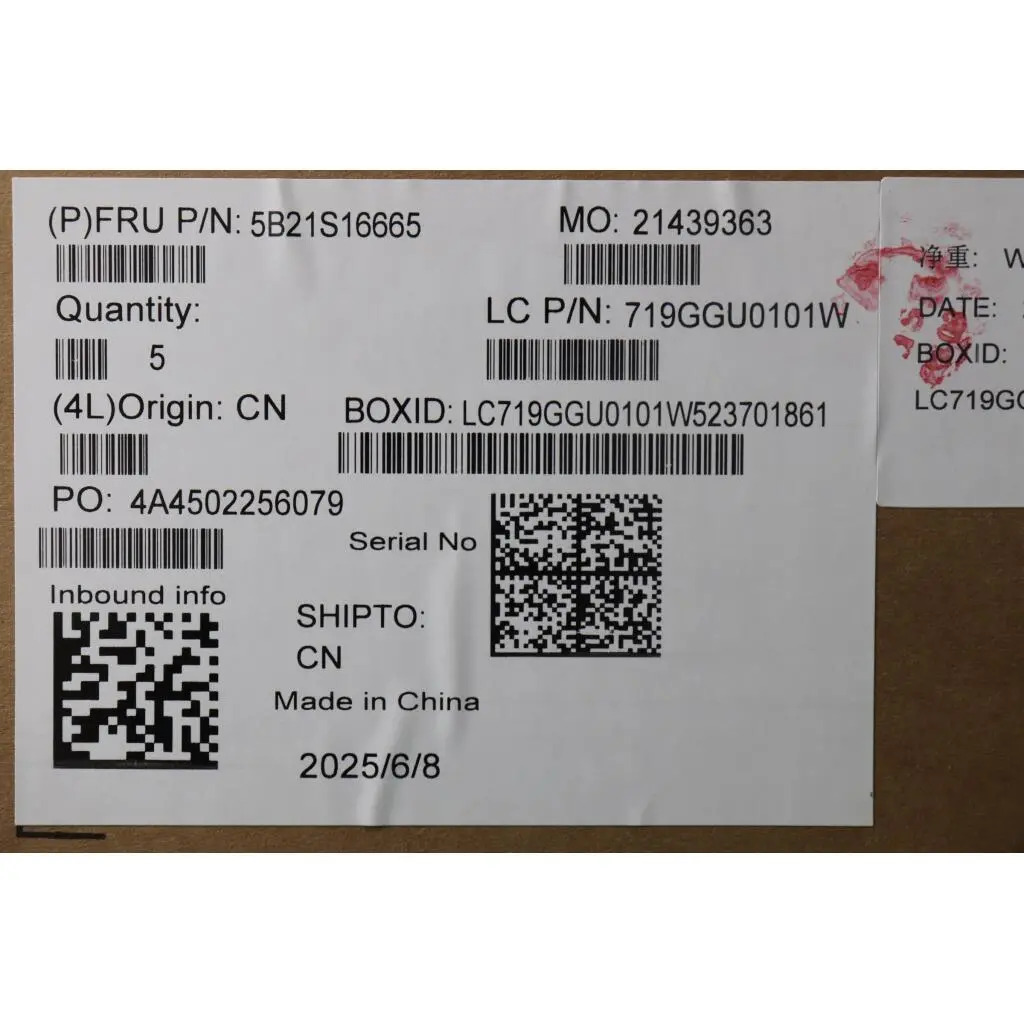 (P)FRU P/N: 5B21S16665
MO: 21439363
Quantity:
5
LC P/N: 719GGU0101W
(4L)Origin: CN
BOXID: LC719GGU0101W523701861
PO: 4A4502256079
Serial No
Inbound info
SHIPTO:
CN
Made in China
2025/6/8
净重: W
DATE:
BOXID:
LC719G